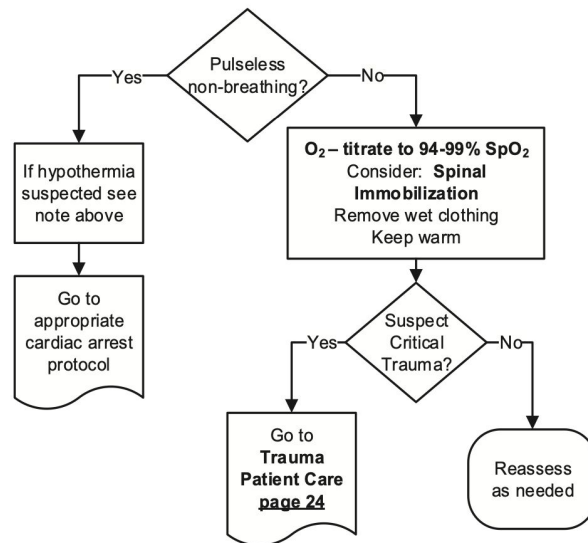 Pulseless
non-breathing?
Yes
No
If hypothermia
suspected see
note above
Go to
appropriate
cardiac arrest
protocol
O₂ – titrate to 94-99% SpO₂
Consider: Spinal
Immobilization
Remove wet clothing
Keep warm
Suspect
Critical
Trauma?
Yes
No
Go to
Trauma
Patient Care
page 24
Reassess
as needed